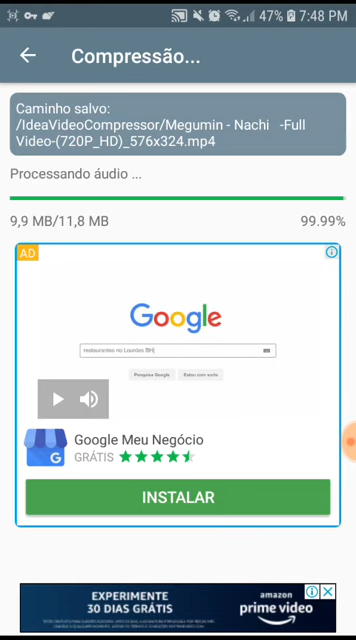 47% 7:48 PM
Compressão...
Caminho salvo:
/IdeaVideoCompressor/Megumin - Nachi -Full
Video-(720P_HD)_576x324.mp4
Processando áudio ...
9,9 MB/11,8 MB 99.99%
AD
Google
restaurantes no Lourdes BH
Pesquisa Google Estou com sorte
Google Meu Negócio
GRÁTIS
INSTALAR
EXPERIMENTE
30 DIAS GRÁTIS
amazon
prime video